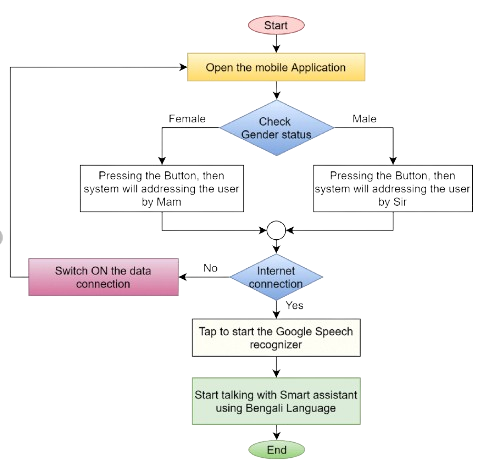 Start
Open the mobile Application
Check
Gender status
Female
Male
Pressing the Button, then
system will addressing the user
by Mam
Pressing the Button, then
system will addressing the user
by Sir
Internet
connection
No
Switch ON the data
connection
Yes
Tap to start the Google Speech
recognizer
Start talking with Smart assistant
using Bengali Language
End